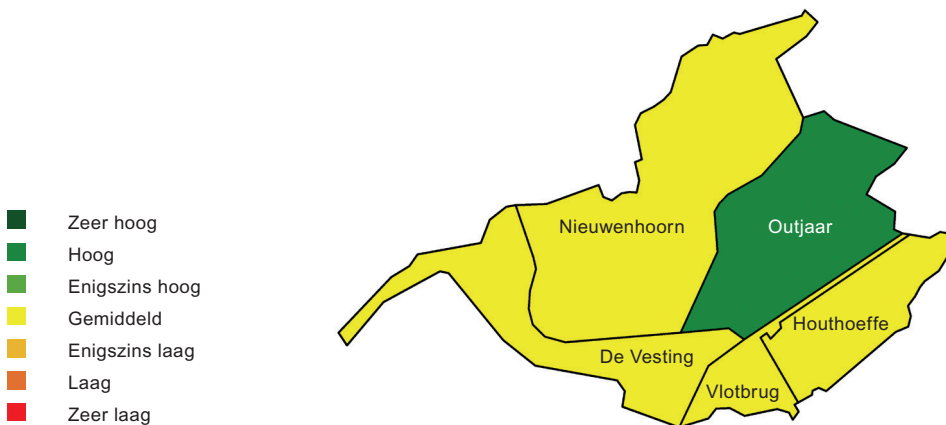 Zeer hoog
Hoog
Enigszins hoog
Gemiddeld
Enigszins laag
Laag
Zeer laag
Nieuwenhoorn
Outjaar
Houthoeffe
De Vesting
Vlotbrug